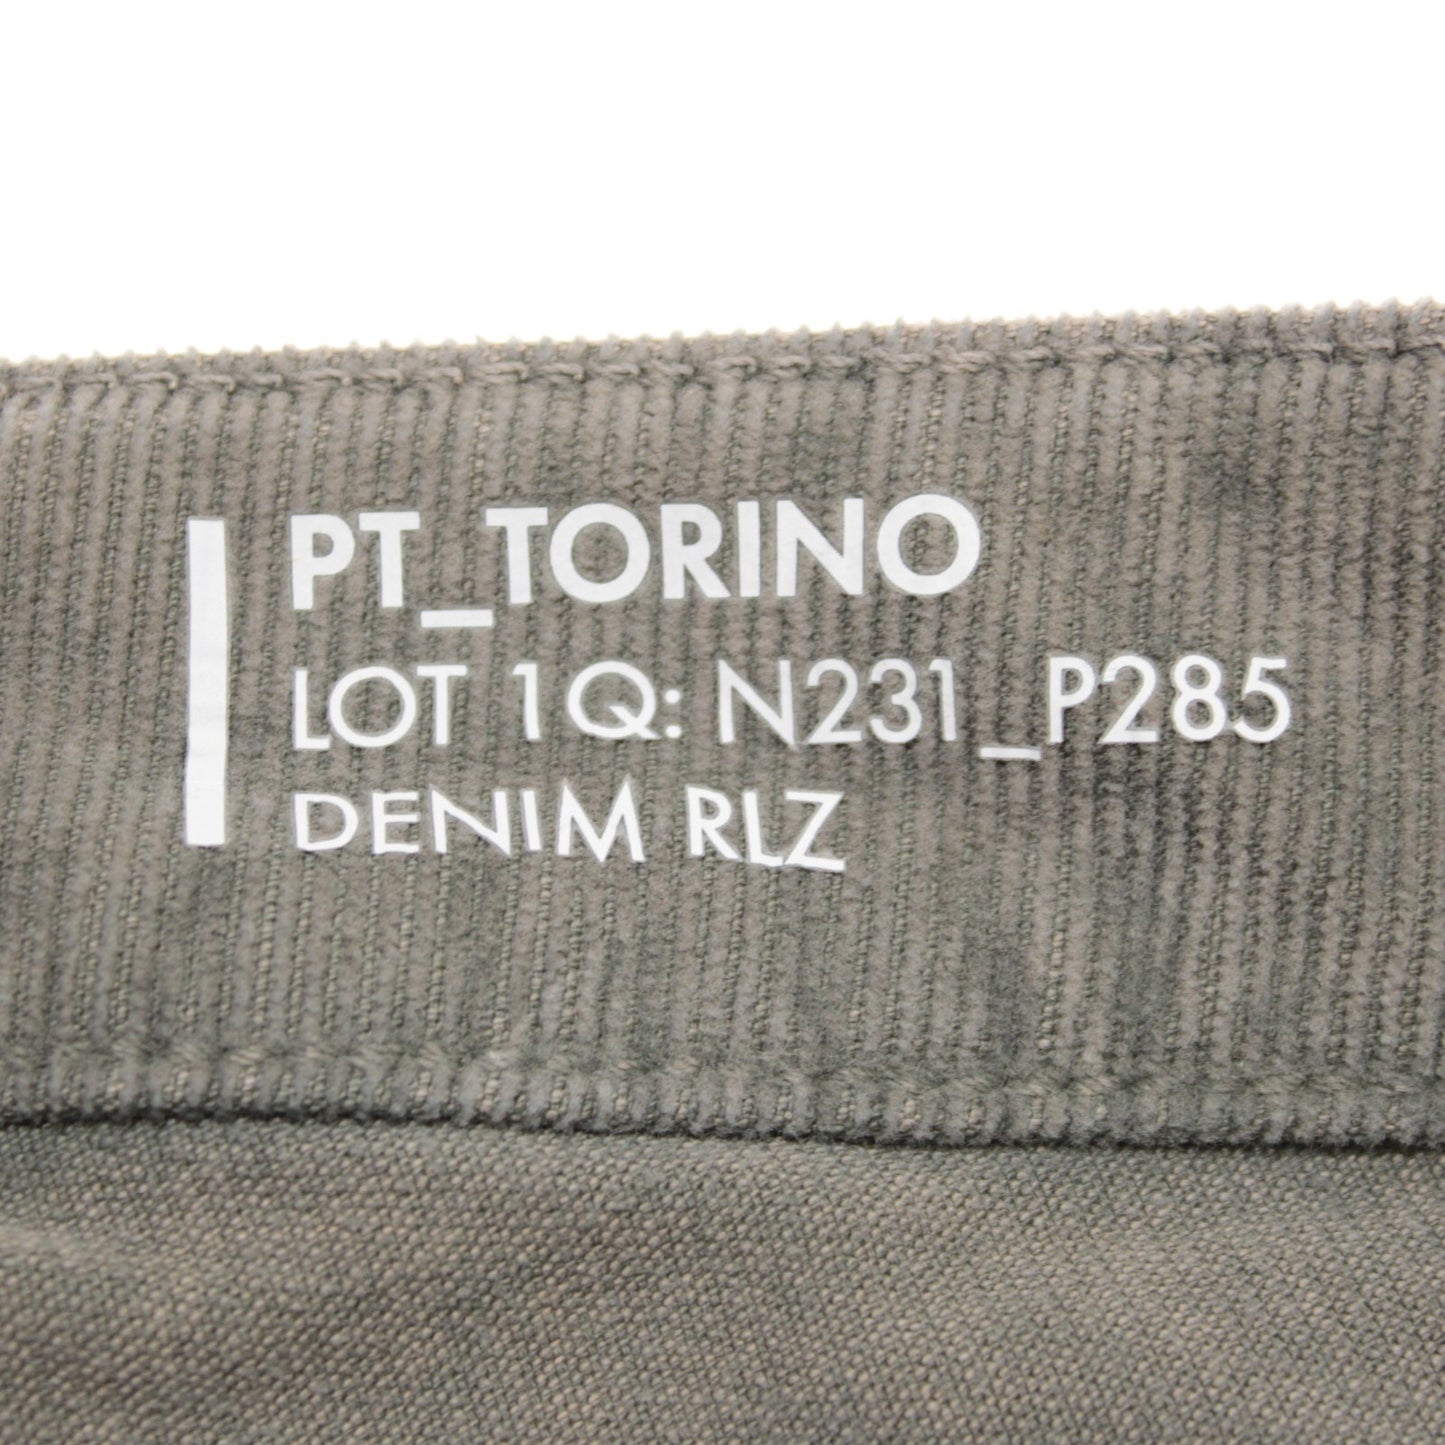 PT_TORINO
LOT 1Q: N231_P285
DENIM RLZ